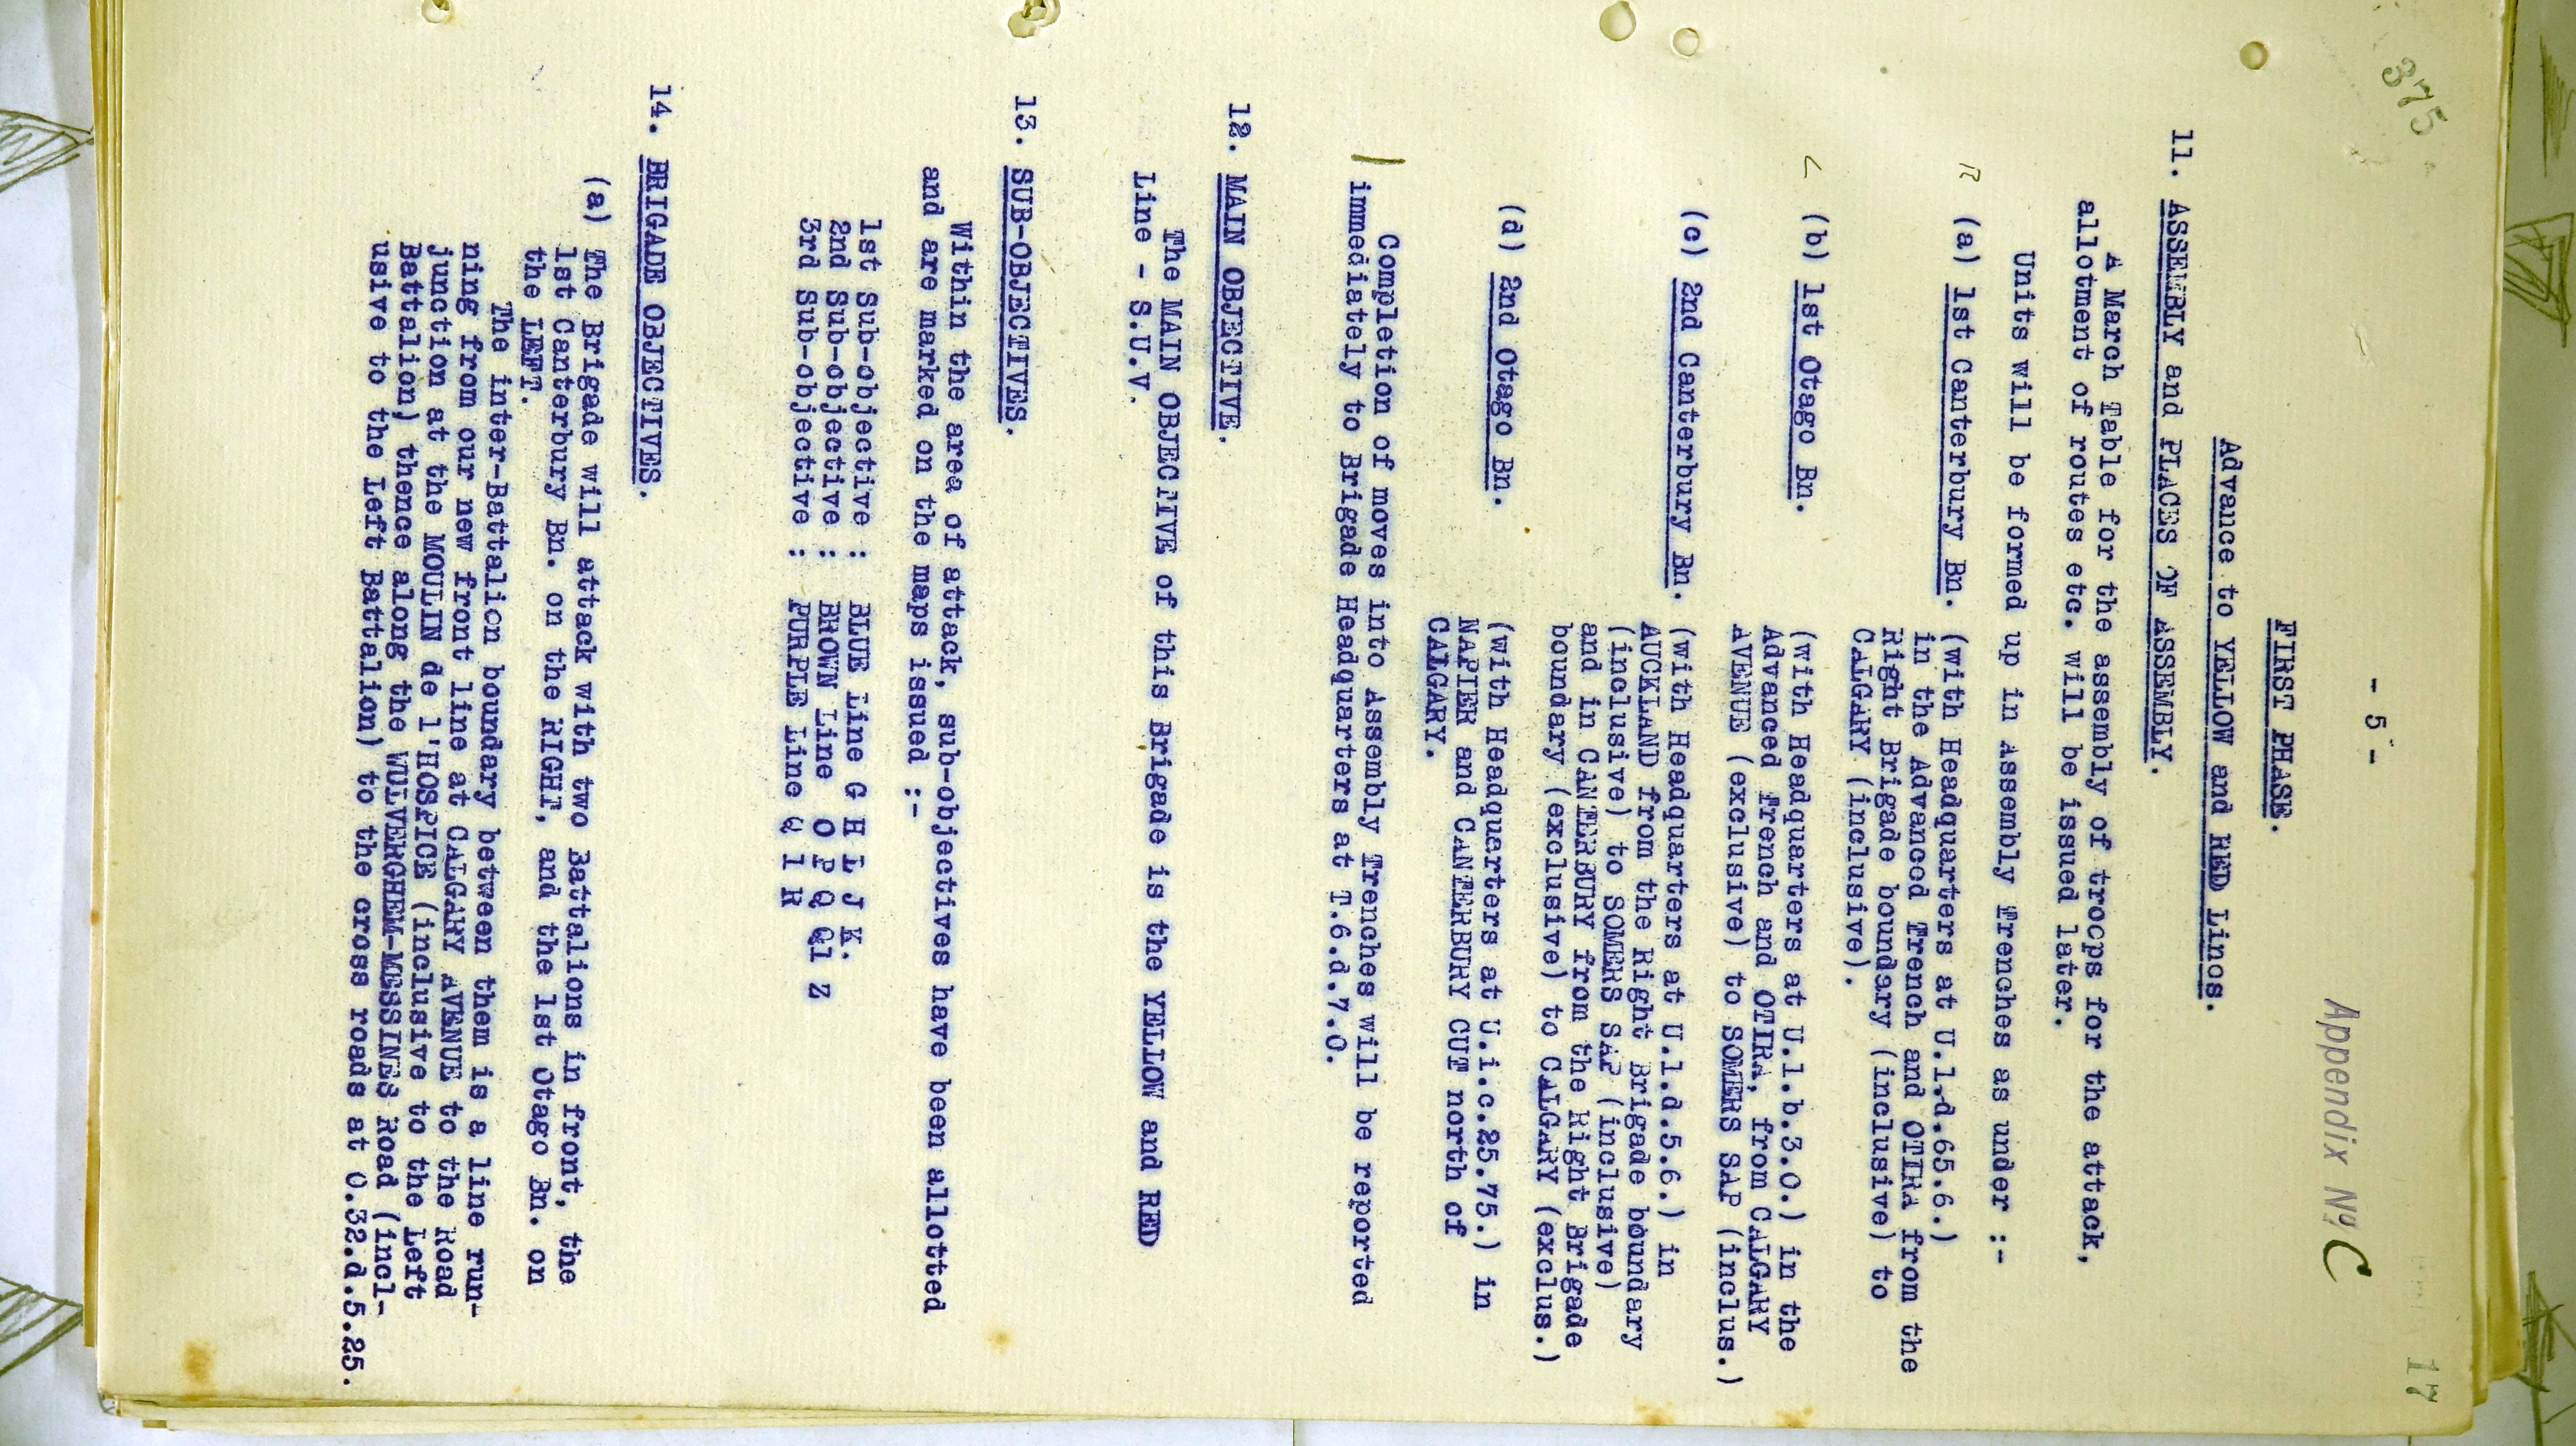 375
17
Appendix No C
- 5 -
FIRST PHASE.
Advance to YELLOW and RED Lines.
11. ASSEMBLY and PLACES OF ASSEMBLY.
A March Table for the assembly of troops for the attack,
allotment of routes etc. will be issued later.
Units will be formed up in Assembly Trenches as under :-
(a) 1st Canterbury Bn. (with Headquarters at U.1.d.65.6.)
in the Advanced Trench and OTIRA from the
Right Brigade boundary (inclusive) to
CALGARY (inclusive).
(b) 1st Otago Bn. (with Headquarters at U.1.b.3.0.) in the
Advanced Trench and OTIRA, from CALGARY
AVENUE (exclusive) to SOMERS SAP (inclus.)
(c) 2nd Canterbury Bn. (with Headquarters at U.1.d.5.6.) in
AUCKLAND from the Right Brigade boundary
(inclusive) to SOMERS SAP (inclusive)
and in CANTERBURY from the Right Brigade
boundary (exclusive) to CALGARY (exclus.)
(d) 2nd Otago Bn. (with Headquarters at U.i.c.25.75.) in
NAPIER and CANTERBURY CUT north of
CALGARY.
Completion of moves into Assembly Trenches will be reported
immediately to Brigade Headquarters at T.6.d.7.0.
12. MAIN OBJECTIVE.
The MAIN OBJECTIVE of this Brigade is the YELLOW and RED
Line - S.U.V.
13. SUB-OBJECTIVES.
Within the area of attack, sub-objectives have been allotted
and are marked on the maps issued :-
1st Sub-objective : BLUE Line G H L J K.
2nd Sub-objective : BROWN Line O P Q Q1 Z
3rd Sub-objective : PURPLE Line Q 1 R
14. BRIGADE OBJECTIVES.
(a) The Brigade will attack with two Battalions in front, the
1st Canterbury Bn. on the RIGHT, and the 1st Otago Bn. on
the LEFT.
The inter-Battalion boundary between them is a line run-
ning from our new front line at CALGARY AVENUE to the Road
junction at the MOULIN de l'HOSPICE (inclusive to the Left
Battalion) thence along the WULVERGHEM-MESSINES Road (incl-
usive to the Left Battalion) to the cross roads at O.32.d.5.25.